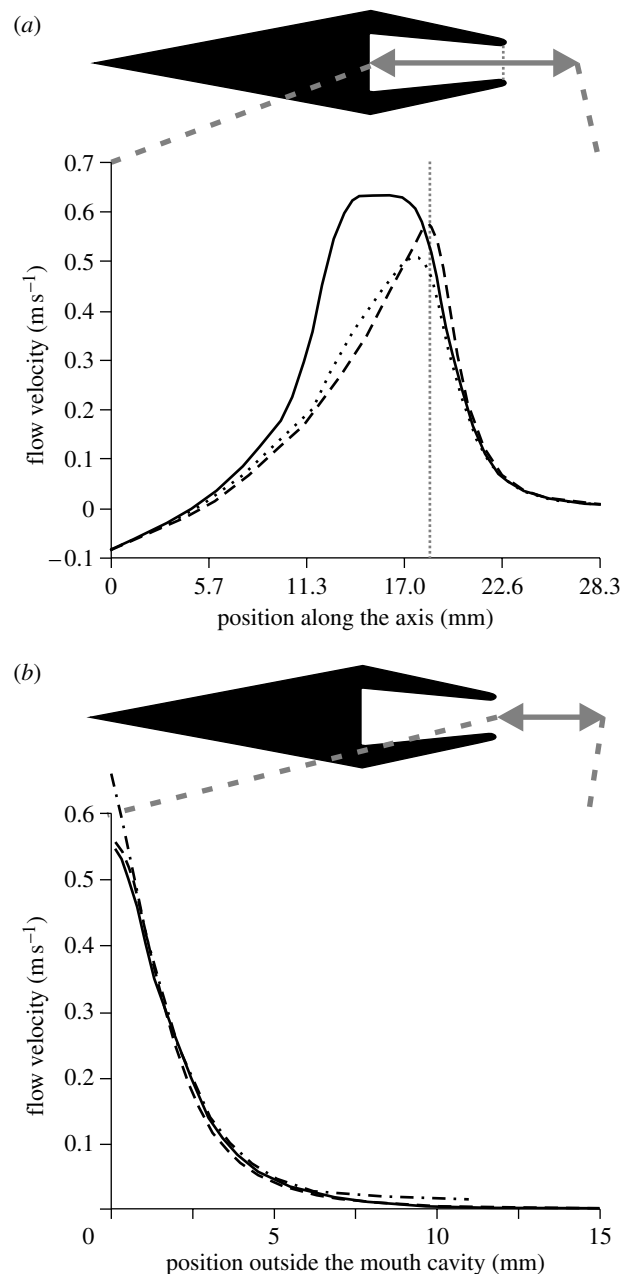 (a)
0.7
0.6
0.5
0.4
0.3
0.2
0.1
0
−0.1
flow velocity (m s⁻¹)
0 5.7 11.3 17.0 22.6 28.3
position along the axis (mm)
(b)
0.6
0.5
0.4
0.3
0.2
0.1
flow velocity (m s⁻¹)
0 5 10 15
position outside the mouth cavity (mm)